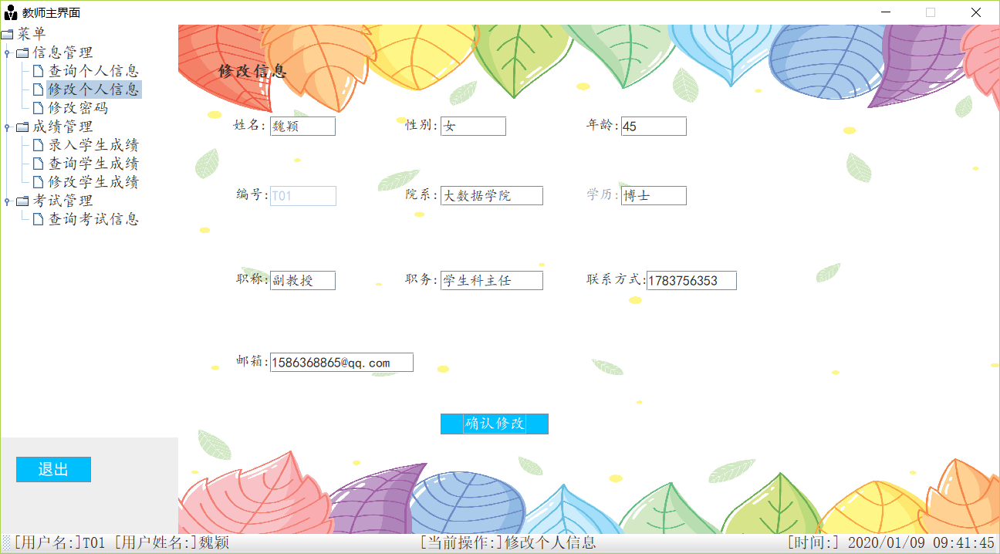 教师主界面
菜单
信息管理
查询个人信息
修改个人信息
修改密码
成绩管理
录入学生成绩
查询学生成绩
修改学生成绩
考试管理
查询考试信息
退出
修改信息
姓名: 魏颖 性别: 女 年龄: 45
编号: T01 院系: 大数据学院 学历: 博士
职称: 副教授 职务: 学生科主任 联系方式: 1783756353
邮箱: 1586368865@qq.com
确认修改
[用户名:]T01 [用户姓名:]魏颖 [当前操作:]修改个人信息 [时间:] 2020/01/09 09:41:45